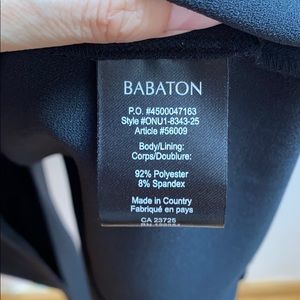 BABATON
P.O. #4500047163
Style #ONU1-8343-25
Article #56009
Body/Lining:
Corps/Doublure:
92% Polyester
8% Spandex
Made in Country
Fabriqué en pays
CA 23725